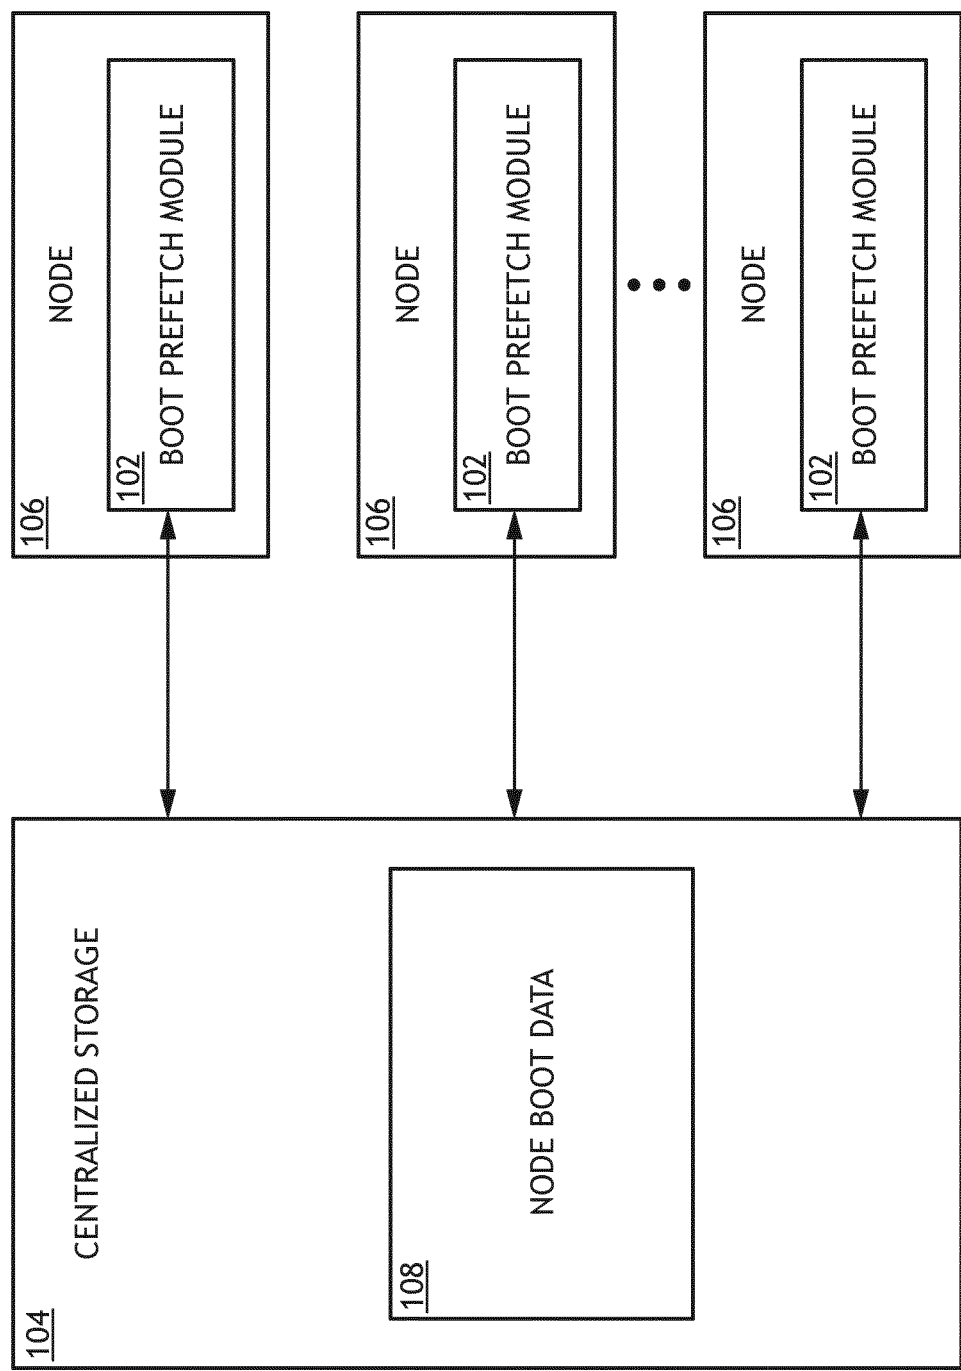 104
CENTRALIZED STORAGE
108
NODE BOOT DATA
106
NODE
102
BOOT PREFETCH MODULE
106
NODE
102
BOOT PREFETCH MODULE
106
NODE
102
BOOT PREFETCH MODULE